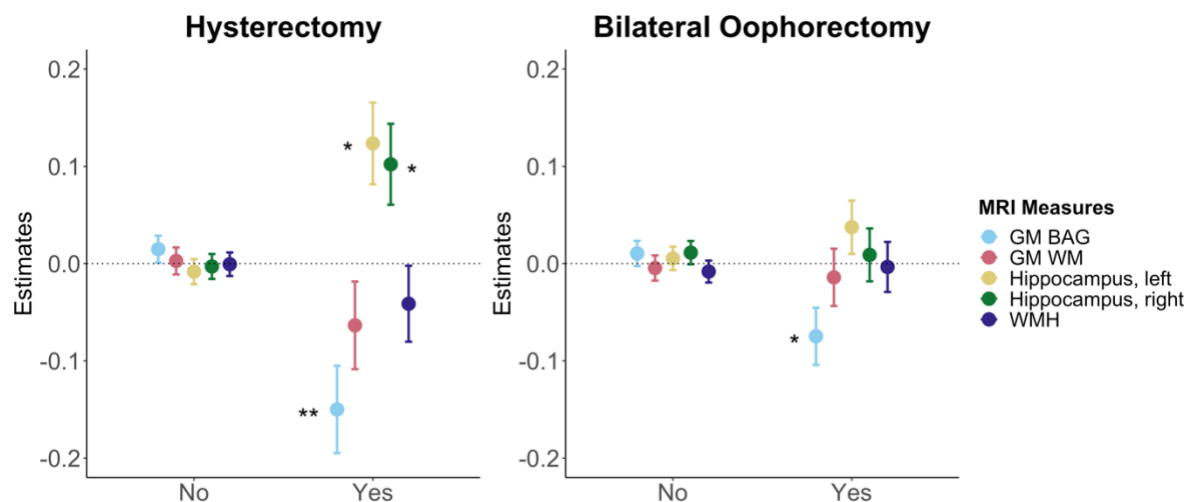 Hysterectomy
Bilateral Oophorectomy
Estimates
0.2
0.1
0.0
-0.1
-0.2
*
*
**
No
Yes
Estimates
0.2
0.1
0.0
-0.1
-0.2
*
No
Yes
MRI Measures
GM BAG
GM WM
Hippocampus, left
Hippocampus, right
WMH